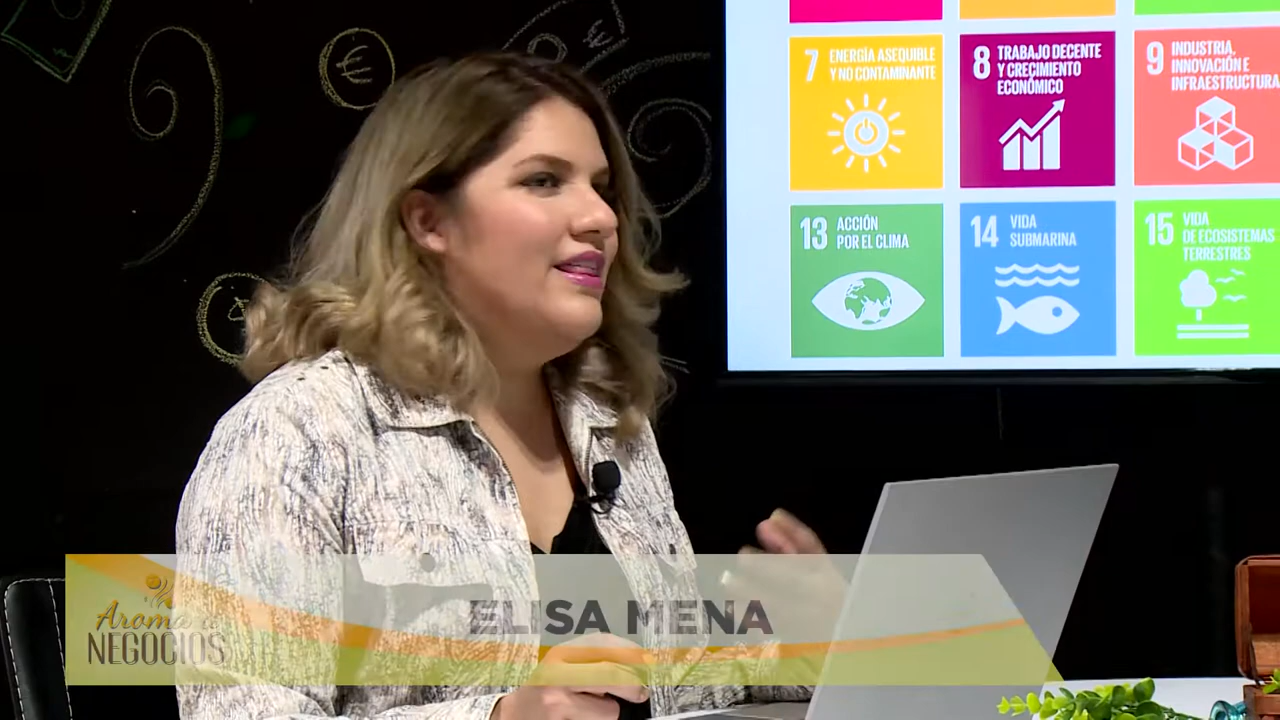 7 ENERGÍA ASEQUIBLE
Y NO CONTAMINANTE
8 TRABAJO DECENTE
Y CRECIMIENTO
ECONÓMICO
9 INDUSTRIA,
INNOVACIÓN E
INFRAESTRUCTURA
13 ACCIÓN
POR EL CLIMA
14 VIDA
SUBMARINA
15 VIDA
DE ECOSISTEMAS
TERRESTRES
€
€
Aroma a
NEGOCIOS
ELISA MENA